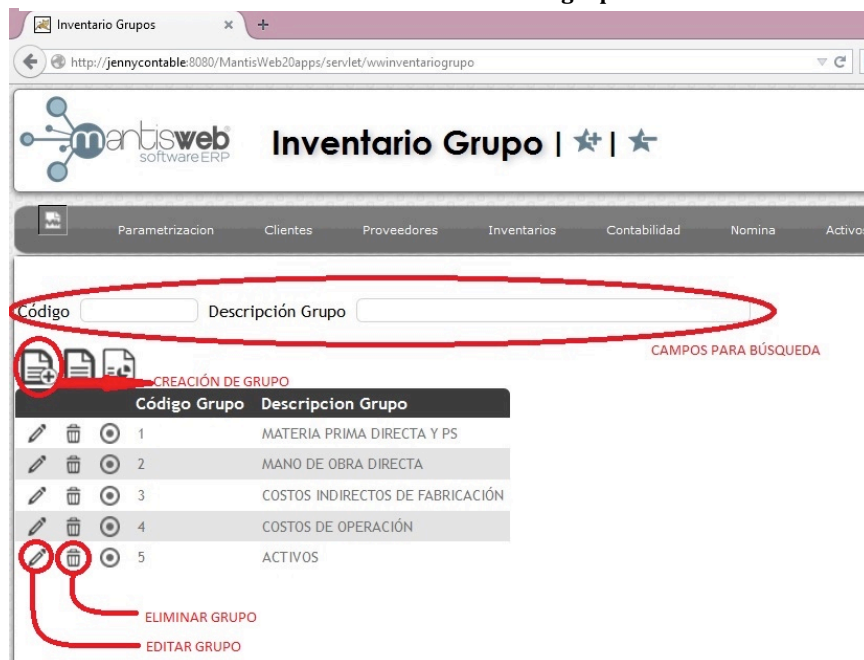 Inventario Grupos
http://jennycontable:8080/MantisWeb20apps/servlet/wwinventariogrupo
mantisweb
software ERP
Inventario Grupo | |
Parametrizacion Clientes Proveedores Inventarios Contabilidad Nomina Activos
Código Descripción Grupo
CAMPOS PARA BÚSQUEDA
CREACIÓN DE GRUPO
Código Grupo Descripcion Grupo
1 MATERIA PRIMA DIRECTA Y PS
2 MANO DE OBRA DIRECTA
3 COSTOS INDIRECTOS DE FABRICACIÓN
4 COSTOS DE OPERACIÓN
5 ACTIVOS
ELIMINAR GRUPO
EDITAR GRUPO